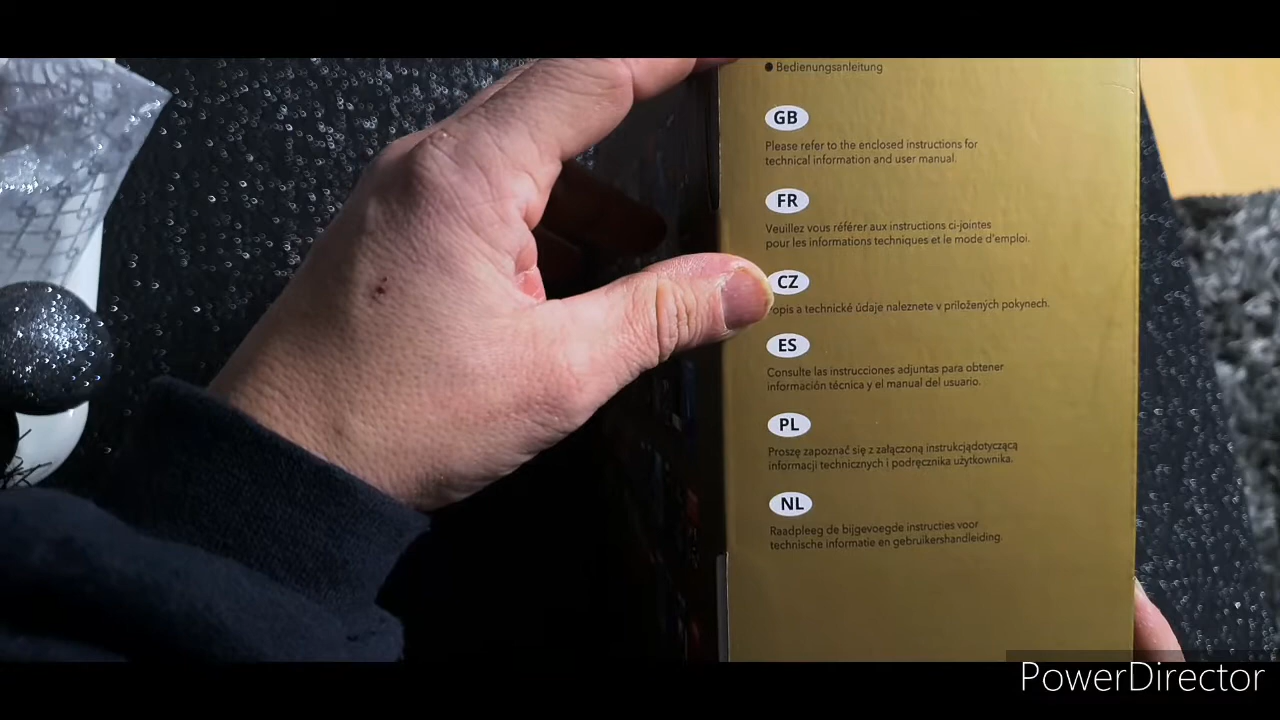 ● Bedienungsanleitung
GB
Please refer to the enclosed instructions for
technical information and user manual.
FR
Veuillez vous référer aux instructions ci-jointes
pour les informations techniques et le mode d'emploi.
CZ
a technické údaje naleznete v priložených pokynech.
ES
Consulte las instrucciones adjuntas para obtener
información técnica y el manual del usuario.
PL
Proszę zapoznać się z załączoną instrukcjądotyczącą
informacji technicznych i podręcznika użytkownika.
NL
Raadpleeg de bijgevoegde instructies voor
technische informatie en gebruikershandleiding.
PowerDirector